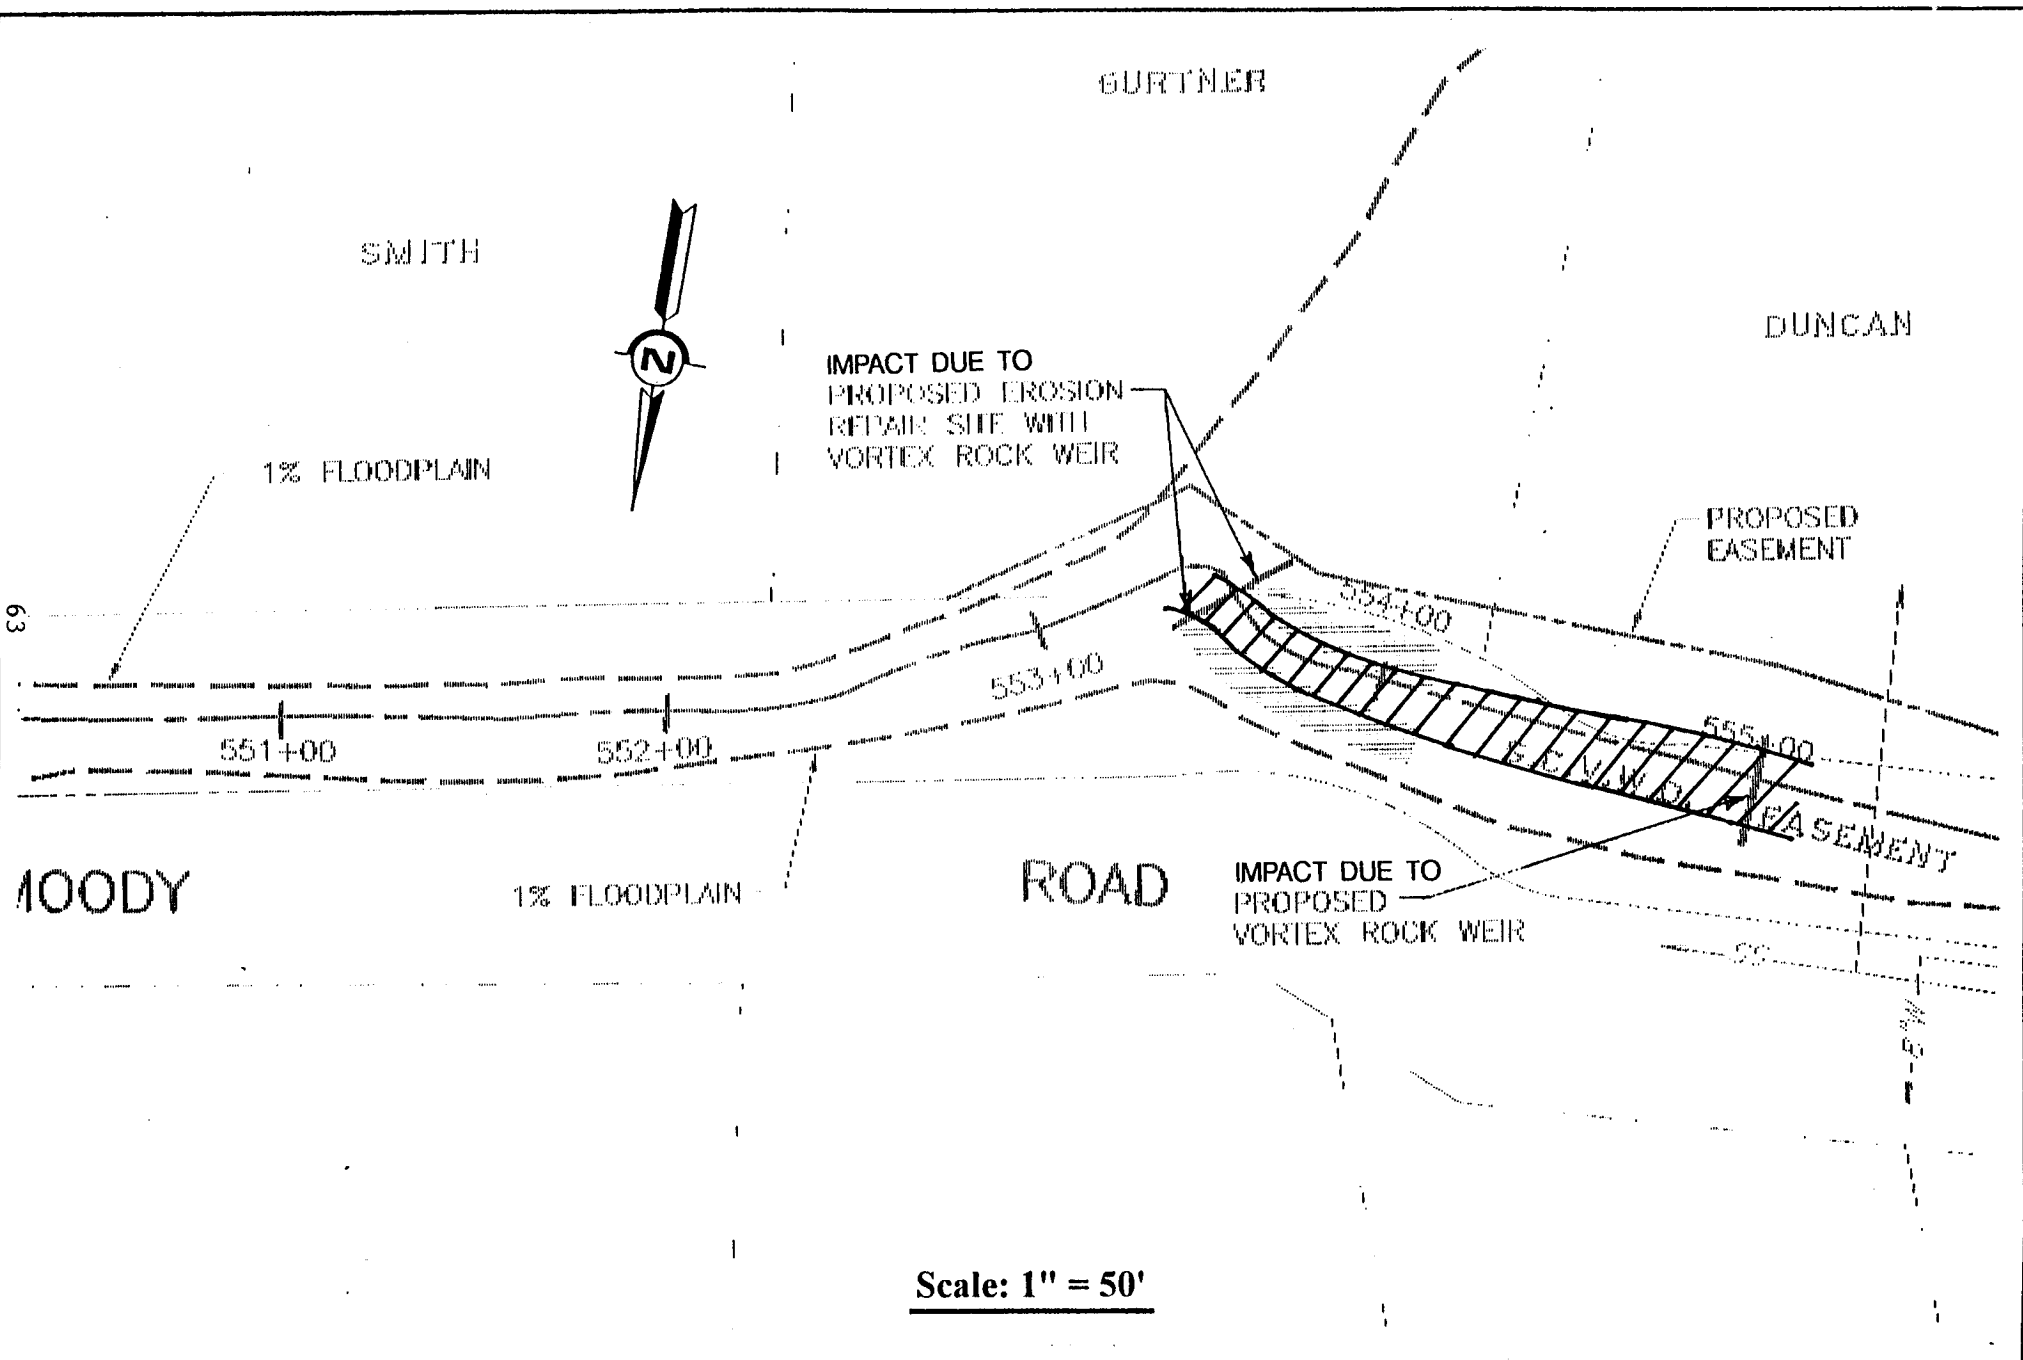 GURTNER
SMITH
DUNCAN
N
IMPACT DUE TO
PROPOSED EROSION
REPAIR SITE WITH
VORTEX ROCK WEIR
1% FLOODPLAIN
PROPOSED
EASEMENT
63
554+00
553+00
551+00
552+00
555+00
S.C.V.W.D. EASEMENT
MOODY
ROAD
1% FLOODPLAIN
IMPACT DUE TO
PROPOSED
VORTEX ROCK WEIR
SS
Scale: 1" = 50'